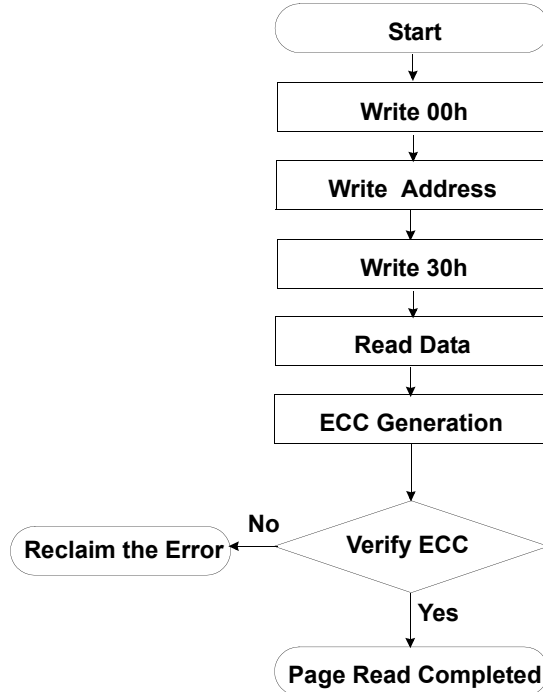 Start
Write 00h
Write Address
Write 30h
Read Data
ECC Generation
No
Reclaim the Error
Verify ECC
Yes
Page Read Completed